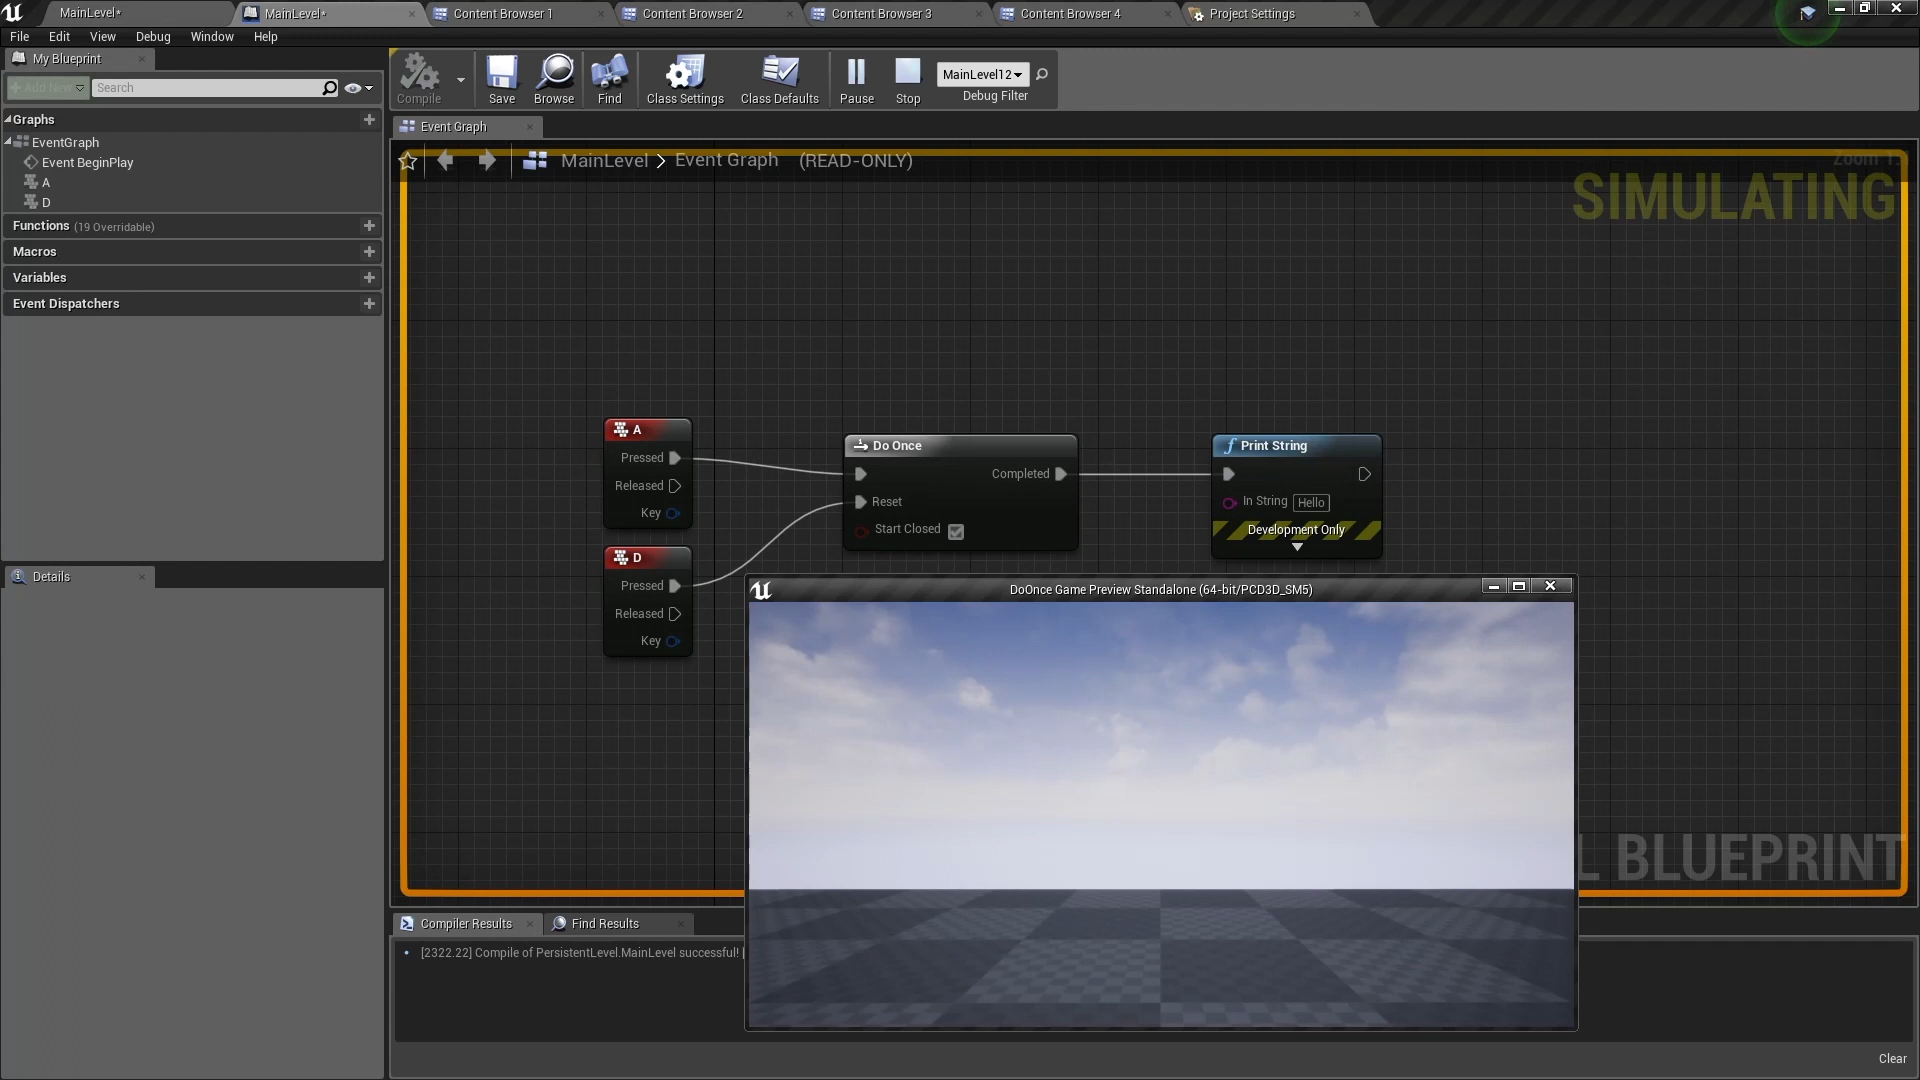 MainLevel*
MainLevel*
Content Browser 1
Content Browser 2
Content Browser 3
Content Browser 4
Project Settings
File
Edit
View
Debug
Window
Help
My Blueprint
Add New
Search
Graphs
EventGraph
Event BeginPlay
A
D
Functions (19 Overridable)
Macros
Variables
Event Dispatchers
Details
Compile
Save
Browse
Find
Class Settings
Class Defaults
Pause
Stop
MainLevel12
Debug Filter
Event Graph
MainLevel > Event Graph (READ-ONLY)
SIMULATING
A
Pressed
Released
Key
D
Pressed
Released
Key
Do Once
Completed
Reset
Start Closed
Print String
In String Hello
Development Only
DoOnce Game Preview Standalone (64-bit/PCD3D_SM5)
L BLUEPRINT
Compiler Results
Find Results
[2322.22] Compile of PersistentLevel.MainLevel successful!
Clear